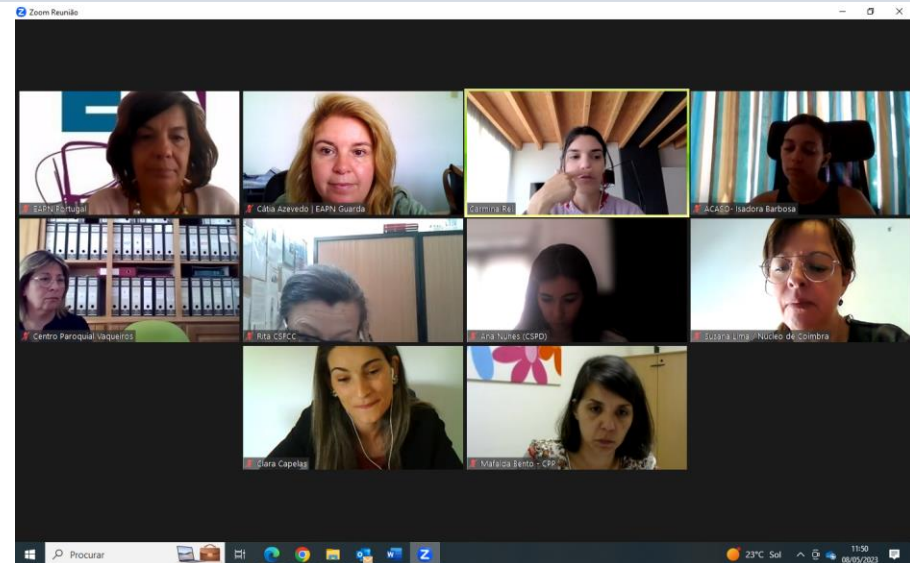 Zoom Reunião
EAPN Portugal
Cátia Azevedo | EAPN Guarda
Carmina Rei
ACASO- Isadora Barbosa
Centro Paroquial Vaqueiros
Rita CSPCC
Ana Nunes (CSPD)
Susana Lima - Núcleo de Coimbra
Clara Capelas
Mafalda Bento - CPP
Procurar
23°C Sol
11:50
08/05/2023